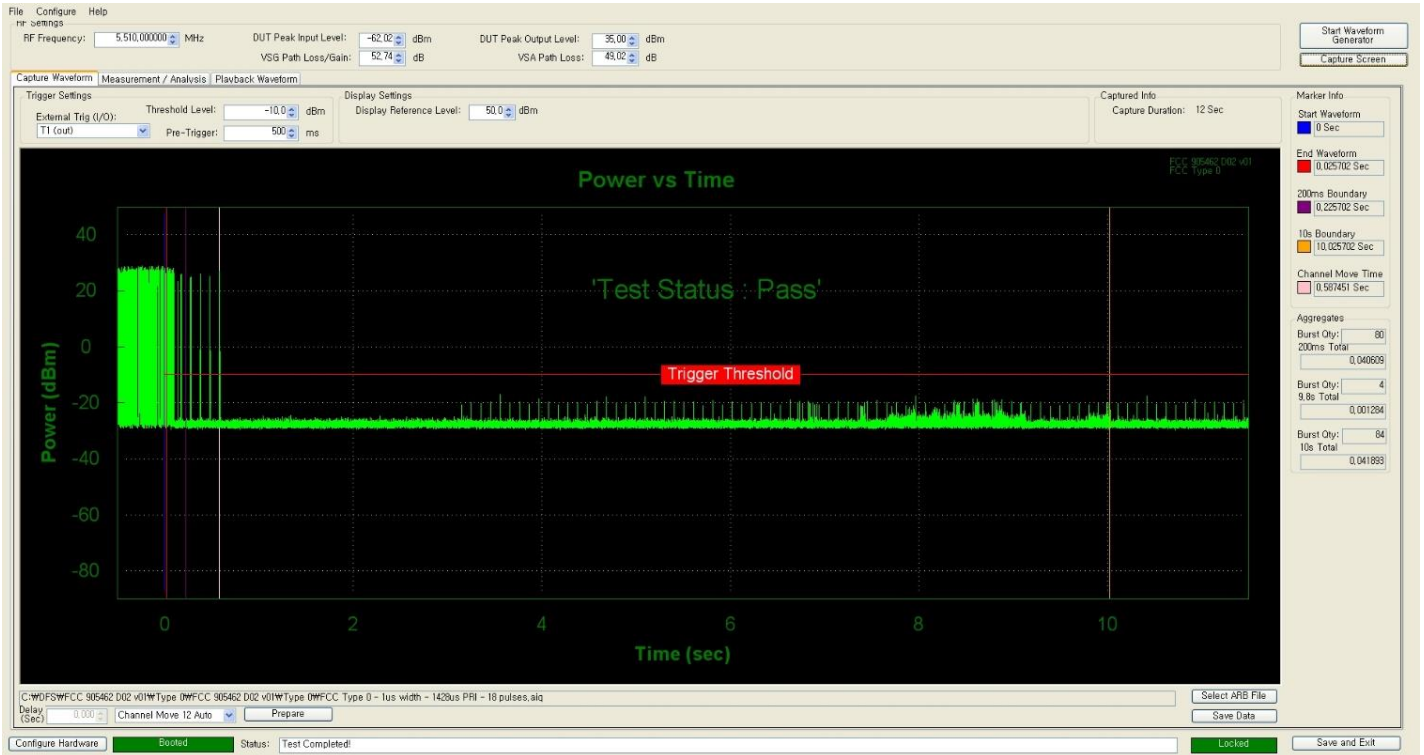 File Configure Help
RF Settings
RF Frequency: 5,510,000000 MHz DUT Peak Input Level: -62,02 dBm DUT Peak Output Level: 35,00 dBm
VSG Path Loss/Gain: 52,74 dB VSA Path Loss: 49,02 dB
Start Waveform Generator
Capture Screen
Capture Waveform Measurement / Analysis Playback Waveform
Trigger Settings
External Trig (I/O): Threshold Level: -10,0 dBm
T1 (out) Pre-Trigger: 500 ms
Display Settings
Display Reference Level: 50,0 dBm
Captured Info
Capture Duration: 12 Sec
Marker Info
Start Waveform
0 Sec
End Waveform
0,025702 Sec
200ms Boundary
0,225702 Sec
10s Boundary
10,025702 Sec
Channel Move Time
0,587451 Sec
Aggregates
Burst Qty: 80
200ms Total
0,040609
Burst Qty: 4
9,8s Total
0,001284
Burst Qty: 84
10s Total
0,041893
FCC 905462 D02 v01
FCC Type 0
Power vs Time
'Test Status : Pass'
Trigger Threshold
Power (dBm)
40
20
0
-20
-40
-60
-80
0 2 4 6 8 10
Time (sec)
C:₩DFS₩FCC 905462 D02 v01₩Type 0₩FCC 905462 D02 v01₩Type 0₩FCC Type 0 - 1us width - 1428us PRI - 18 pulses,aiq
Select ARB File
Delay (Sec) 0,000 Channel Move 12 Auto Prepare
Save Data
Configure Hardware Booted Status: Test Completed! Locked Save and Exit